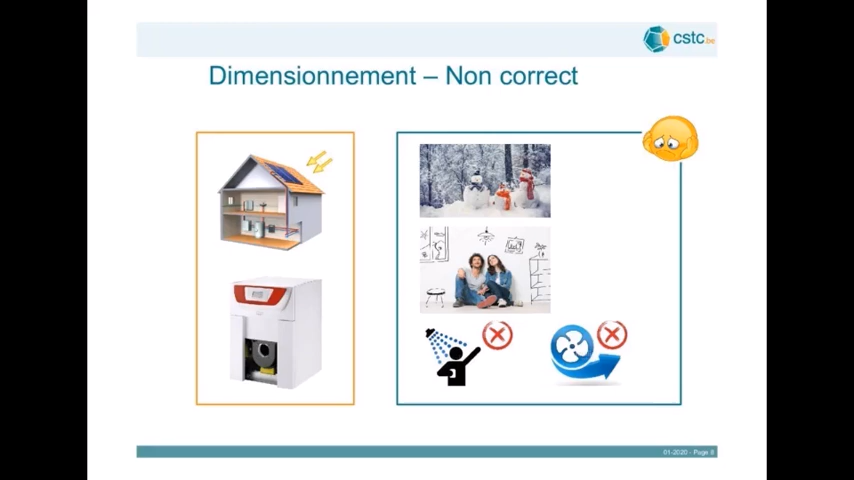 cstc.be
Dimensionnement – Non correct
01-2020 - Page 8